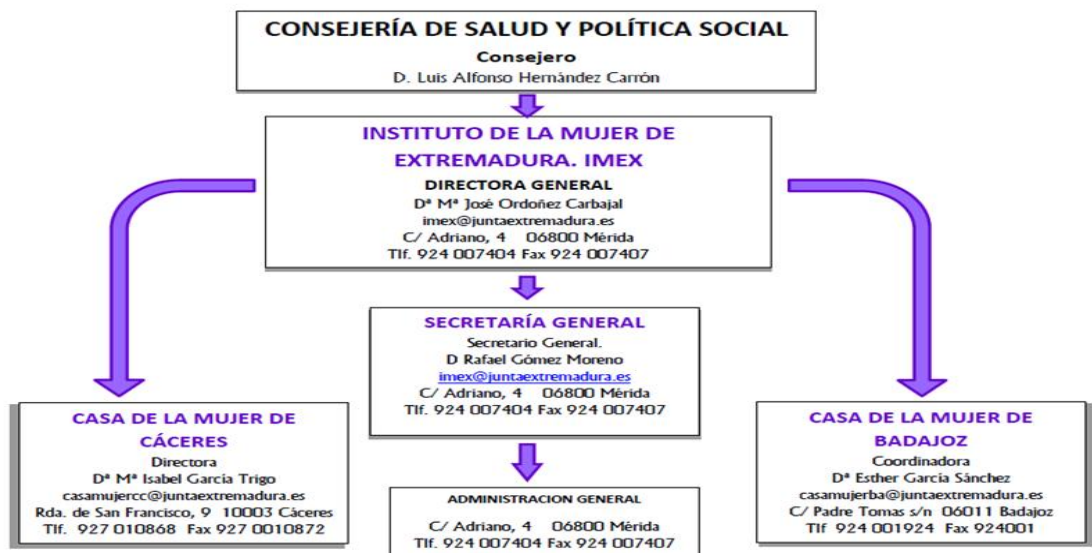 CONSEJERÍA DE SALUD Y POLÍTICA SOCIAL
Consejero
D. Luis Alfonso Hernández Carrón
INSTITUTO DE LA MUJER DE
EXTREMADURA. IMEX
DIRECTORA GENERAL
Dª Mª José Ordoñez Carbajal
imex@juntaextremadura.es
C/ Adriano, 4 06800 Mérida
Tlf. 924 007404 Fax 924 007407
SECRETARÍA GENERAL
Secretario General.
D Rafael Gómez Moreno
imex@juntaextremadura.es
C/ Adriano, 4 06800 Mérida
Tlf. 924 007404 Fax 924 007407
CASA DE LA MUJER DE
CÁCERES
Directora
Dª Mª Isabel García Trigo
casamujercc@juntaextremadura.es
Rda. de San Francisco, 9 10003 Cáceres
Tlf. 927 010868 Fax 927 0010872
ADMINISTRACION GENERAL
C/ Adriano, 4 06800 Mérida
Tlf. 924 007404 Fax 924 007407
CASA DE LA MUJER DE
BADAJOZ
Coordinadora
Dª Esther García Sánchez
casamujerba@juntaextremadura.es
C/ Padre Tomas s/n 06011 Badajoz
Tlf 924 001924 Fax 924001